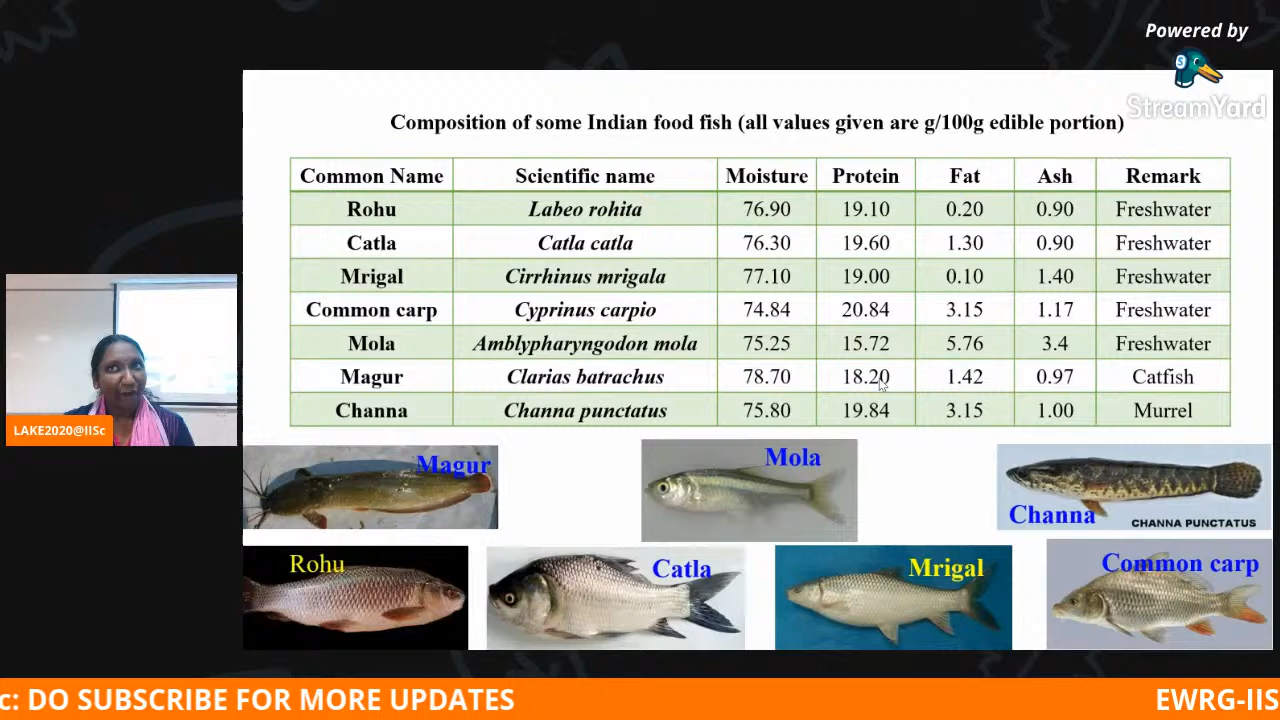 Powered by
StreamYard
Composition of some Indian food fish (all values given are g/100g edible portion)
Common Name Scientific name Moisture Protein Fat Ash Remark
Rohu Labeo rohita 76.90 19.10 0.20 0.90 Freshwater
Catla Catla catla 76.30 19.60 1.30 0.90 Freshwater
Mrigal Cirrhinus mrigala 77.10 19.00 0.10 1.40 Freshwater
Common carp Cyprinus carpio 74.84 20.84 3.15 1.17 Freshwater
Mola Amblypharyngodon mola 75.25 15.72 5.76 3.4 Freshwater
Magur Clarias batrachus 78.70 18.20 1.42 0.97 Catfish
Channa Channa punctatus 75.80 19.84 3.15 1.00 Murrel
LAKE2020@IISc
Magur
Mola
Channa
CHANNA PUNCTATUS
Rohu
Catla
Mrigal
Common carp
c: DO SUBSCRIBE FOR MORE UPDATES EWRG-IIS